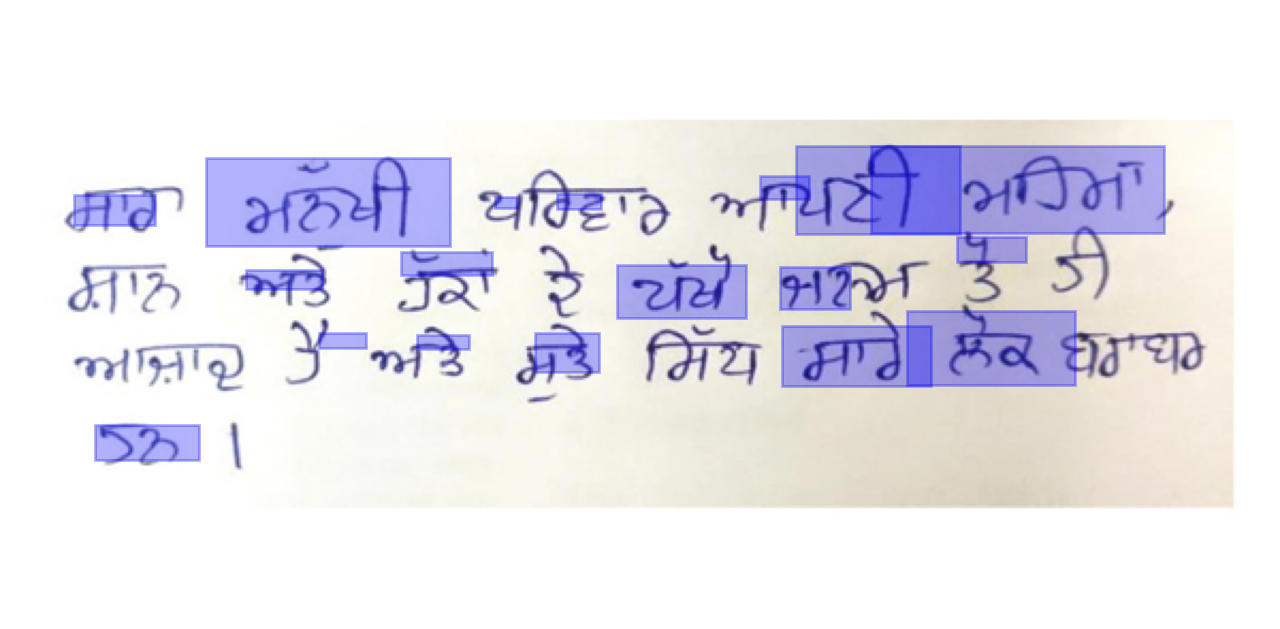 ਸਾਰਾ ਮਨੁੱਖੀ ਪਰਿਵਾਰ ਆਪਣੀ ਮਹਿਮਾ,
ਸ਼ਾਨ ਅਤੇ ਹੱਕਾਂ ਦੇ ਪੱਖੋਂ ਜਨਮ ਤੋਂ ਹੀ
ਆਜ਼ਾਦ ਹੈ ਅਤੇ ਸੁਤੇ ਸਿੱਧ ਸਾਰੇ ਲੋਕ ਬਰਾਬਰ
ਹਨ ।